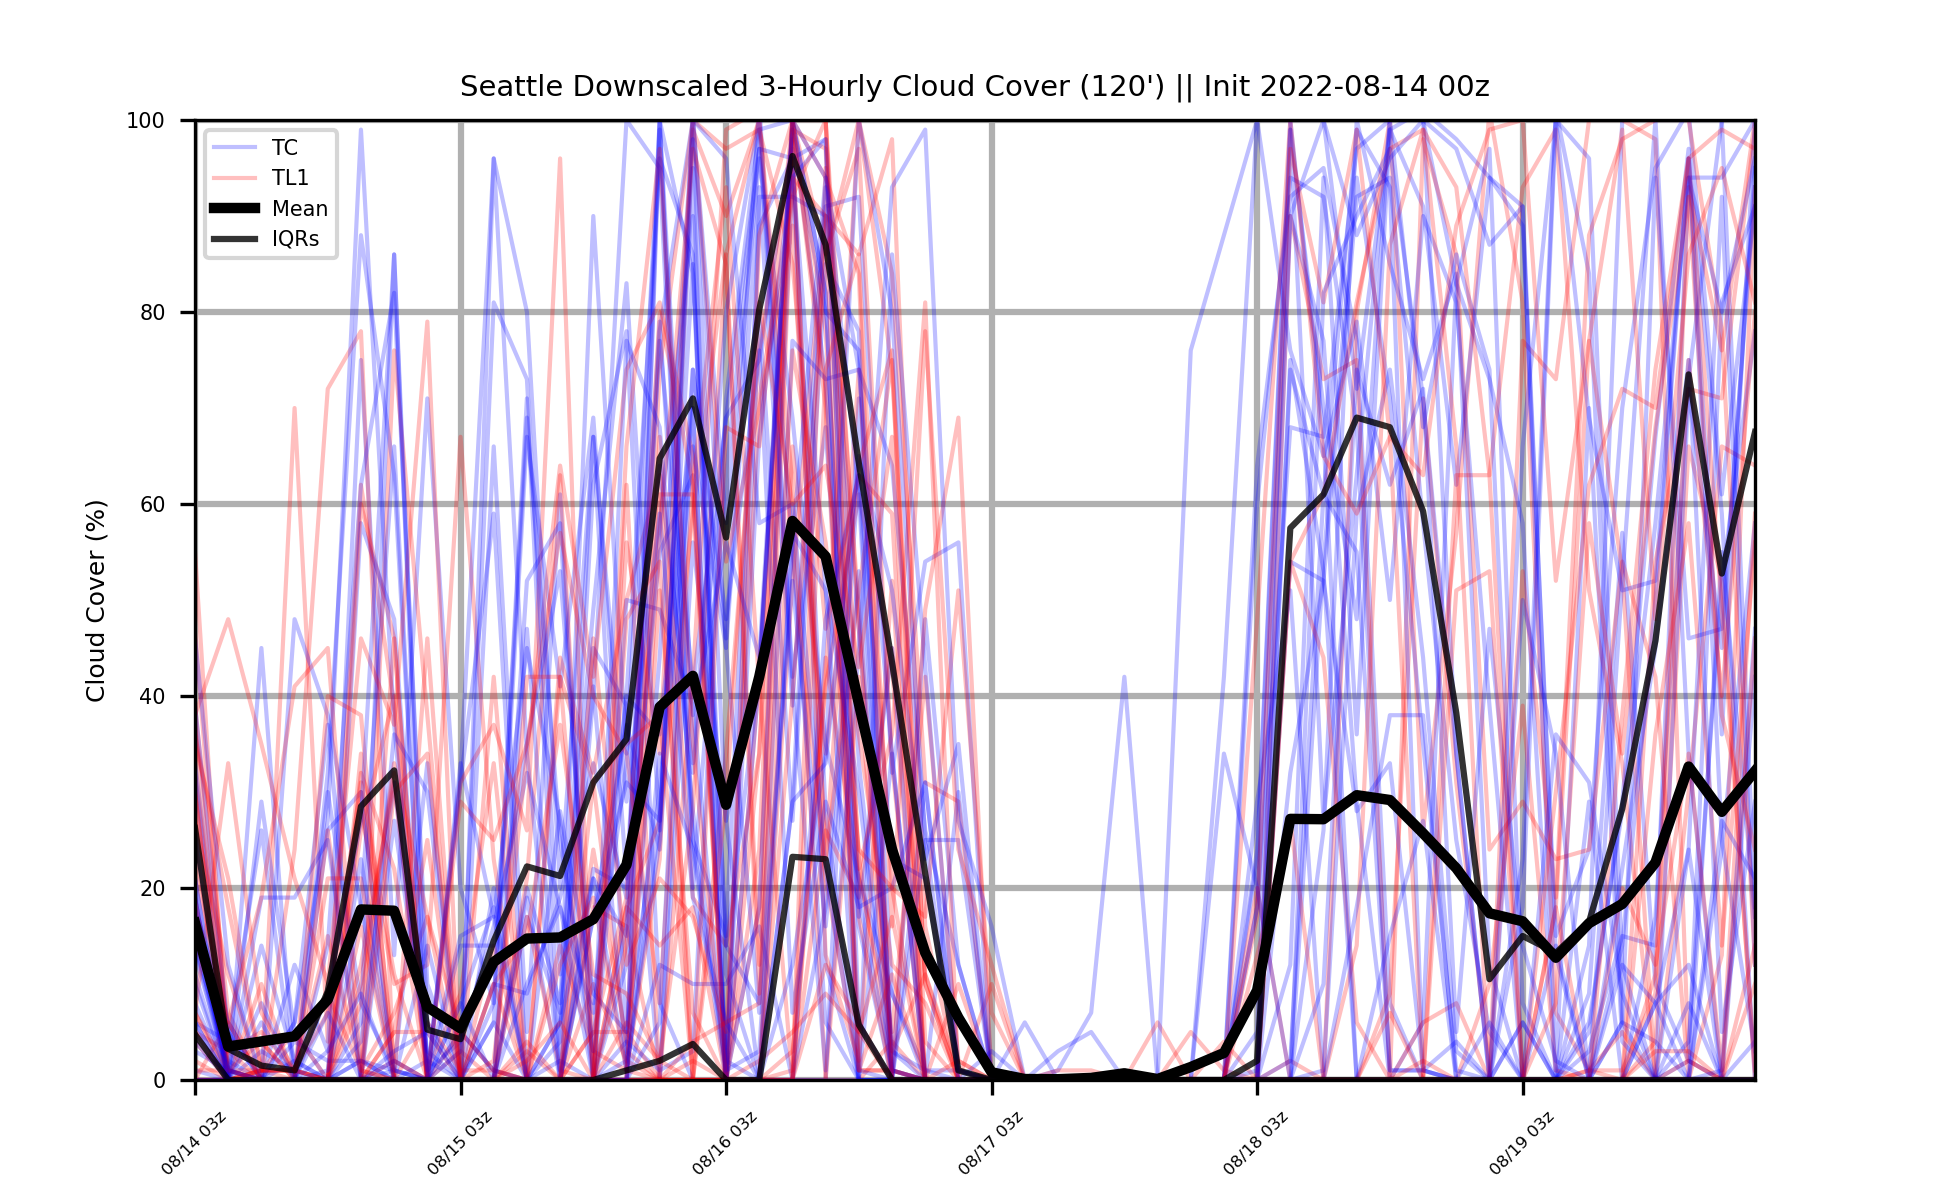 Seattle Downscaled 3-Hourly Cloud Cover (120') || Init 2022-08-14 00z
TC
TL1
Mean
IQRs
Cloud Cover (%)
100
80
60
40
20
0
08/14 03z
08/15 03z
08/16 03z
08/17 03z
08/18 03z
08/19 03z